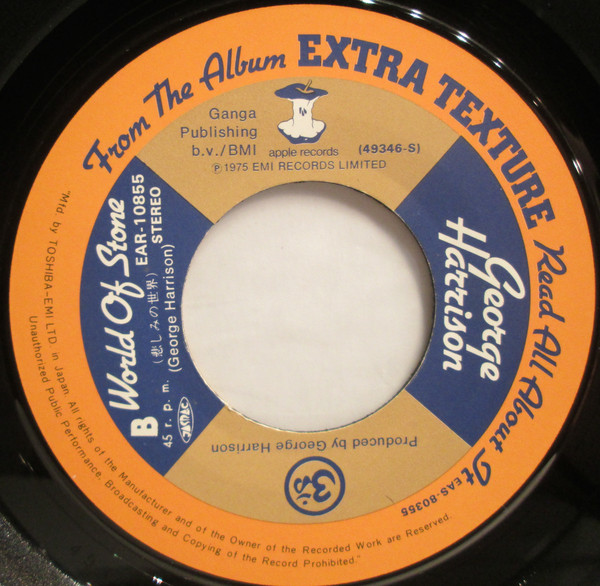 From The Album EXTRA TEXTURE Read All About It EAS-80355
Ganga
Publishing
b.v./BMI
apple records
(49346-S)
Ⓟ1975 EMI RECORDS LIMITED
George
Harrison
B World Of Stone
EAR-10855
STEREO
(悲しみの世界)
45 r. p. m.
(George Harrison)
JASRAC
Produced by George Harrison
"Mfd by TOSHIBA-EMI LTD. in Japan. All rights of the Manufacturer and of the Owner of the Recorded Work are Reserved.
Unauthorized Public Performance. Broadcasting and Copying of the Record Prohibited."